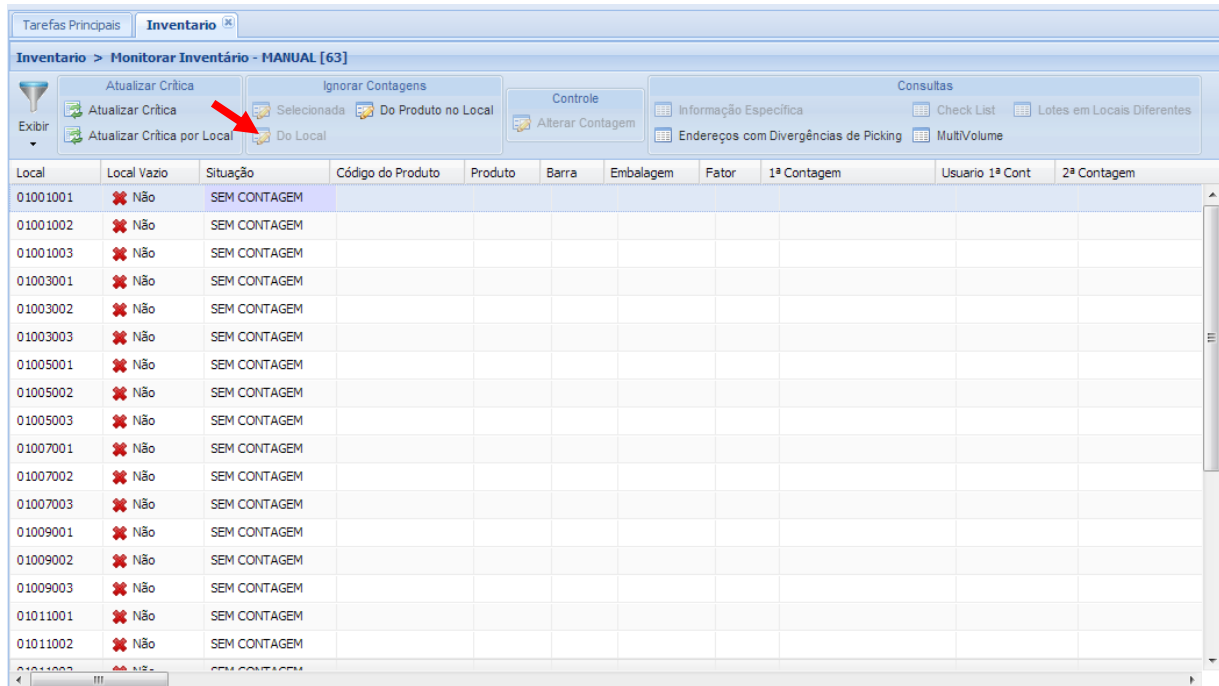 Tarefas Principais Inventario
Inventario > Monitorar Inventário - MANUAL [63]
Exibir
Atualizar Crítica
Atualizar Crítica
Atualizar Crítica por Local
Ignorar Contagens
Selecionada Do Produto no Local
Do Local
Controle
Alterar Contagem
Consultas
Informação Específica Check List Lotes em Locais Diferentes
Endereços com Divergências de Picking MultiVolume
Local Local Vazio Situação Código do Produto Produto Barra Embalagem Fator 1ª Contagem Usuario 1ª Cont 2ª Contagem
01001001 Não SEM CONTAGEM
01001002 Não SEM CONTAGEM
01001003 Não SEM CONTAGEM
01003001 Não SEM CONTAGEM
01003002 Não SEM CONTAGEM
01003003 Não SEM CONTAGEM
01005001 Não SEM CONTAGEM
01005002 Não SEM CONTAGEM
01005003 Não SEM CONTAGEM
01007001 Não SEM CONTAGEM
01007002 Não SEM CONTAGEM
01007003 Não SEM CONTAGEM
01009001 Não SEM CONTAGEM
01009002 Não SEM CONTAGEM
01009003 Não SEM CONTAGEM
01011001 Não SEM CONTAGEM
01011002 Não SEM CONTAGEM
01011003 Não SEM CONTAGEM